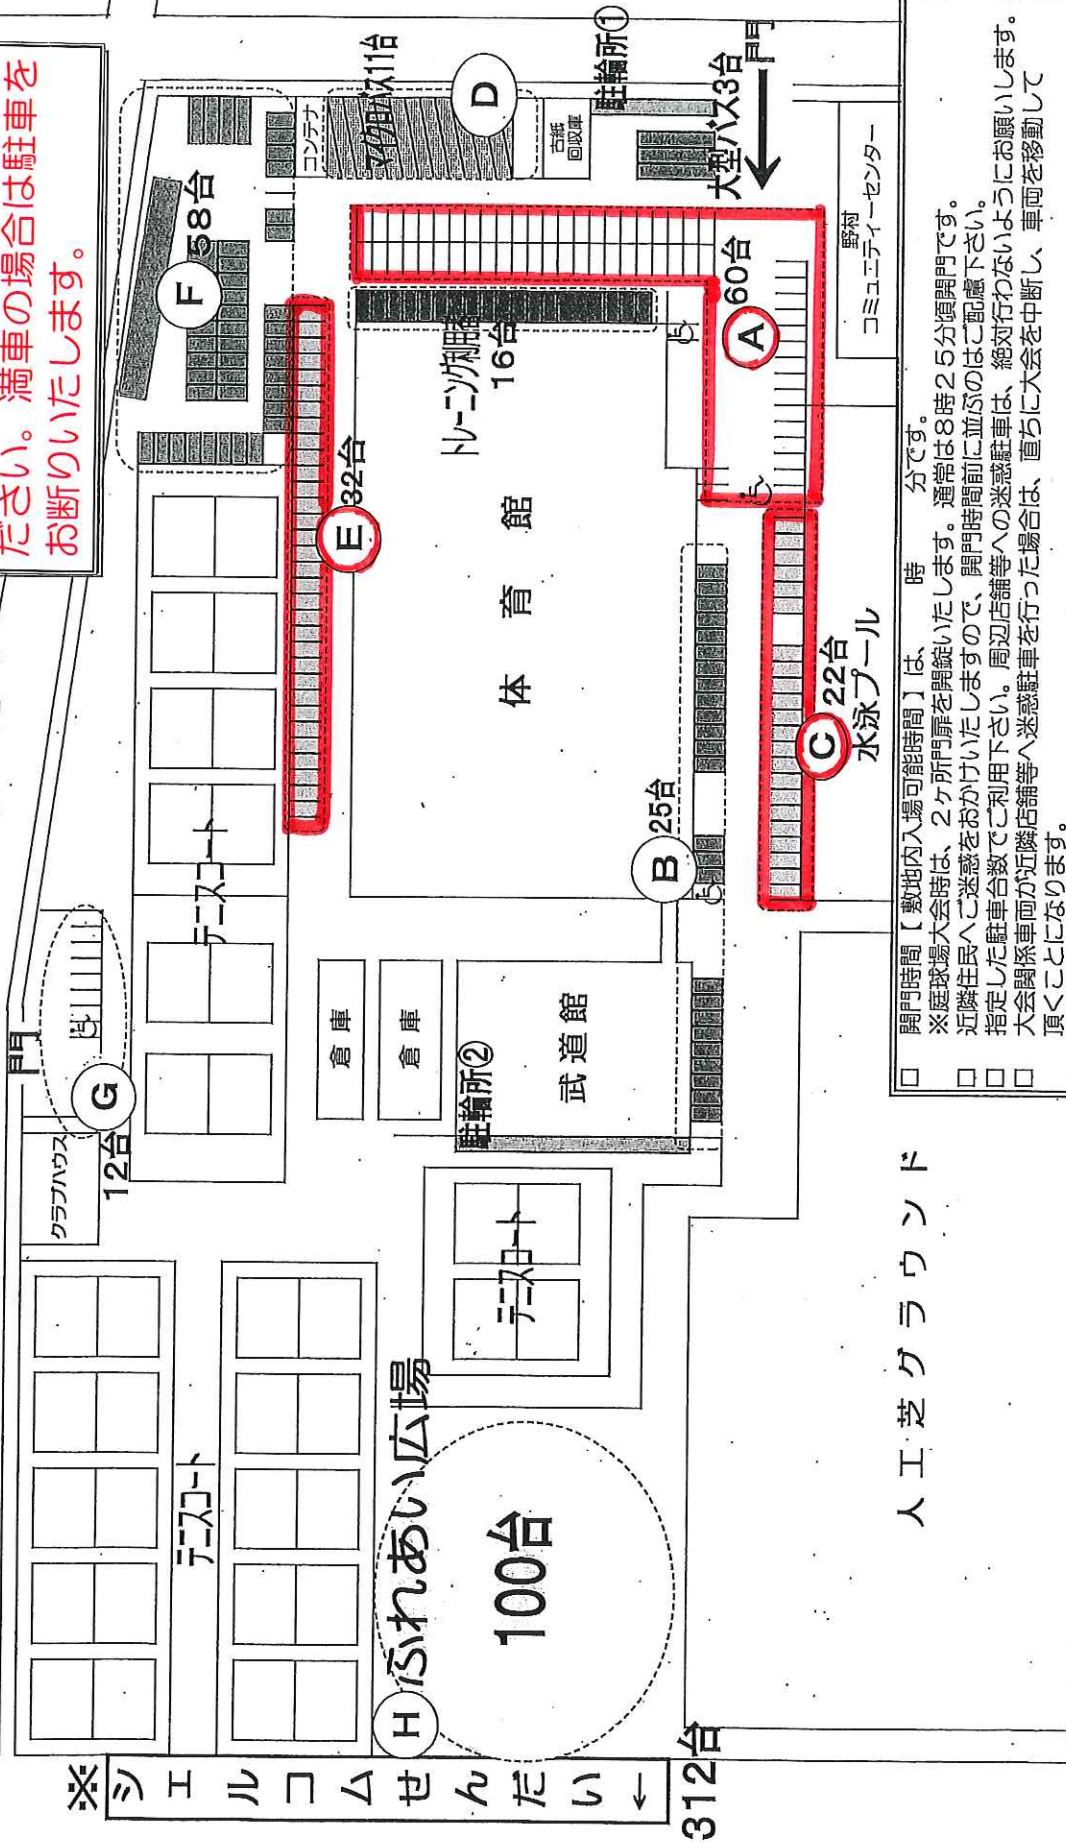 ださい。満車の場合は駐車を
お断りいたします。
門
G
12台
クラブハウス
テニスコート
F
58台
コンテナ
マイクロバス11台
D
古紙
回収庫
駐輪所①
大型バス3台
門
E
32台
トレーニング利用者
16台
A
60台
野村
コミュニティーセンター
体育館
倉庫
倉庫
駐輪所②
武道館
B
25台
C
22台
水泳プール
テニスコート
テニスコート
H
ふれあい広場
100台
人工芝グラウンド
※
シェルコムせんだい←
312台
□ 開門時間【敷地内入場可能時間】は、 時 分です。
※庭球場大会時は、2ヶ所門扉を開錠いたします。通常は8時25分頃開門です。
□ 近隣住民へご迷惑をおかけいたしますので、開門時間前に並ぶのはご配慮下さい。
□ 指定した駐車台数でご利用下さい。周辺店舗等への迷惑駐車は、絶対行わないようにお願いします。
□ 大会関係車両が近隣店舗等へ迷惑駐車を行った場合は、直ちに大会を中断し、車両を移動して
頂くことになります。